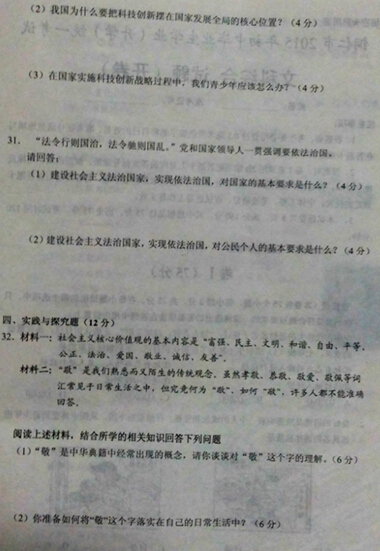 (2) 我国为什么要把科技创新摆在国家发展全局的核心位置？（4分）
(3) 在国家实施科技创新战略过程中，我们青少年应该怎么办？（4分）
31. “法令行则国治，法令驰则国乱。”党和国家领导人一贯强调要依法治国。
请回答：
(1) 建设社会主义法治国家，实现依法治国，对国家的基本要求是什么？（4分）
(2) 建设社会主义法治国家，实现依法治国，对公民个人的基本要求是什么？（4分）
四、实践与探究题（12分）
32. 材料一：社会主义核心价值观的基本内容是“富强、民主、文明、和谐、自由、平等、
公正、法治、爱国、敬业、诚信、友善”。
材料二：“敬”是我们熟悉而又陌生的传统观念。虽然孝敬、恭敬、敬爱、敬佩等词
汇常见于日常生活之中，但究竟何为“敬”、如何“敬”，许多人都不能准确
回答。
阅读上述材料，结合所学的相关知识回答下列问题
(1)“敬”是中华典籍中经常出现的概念，请你谈谈对“敬”这个字的理解。（6分）
(2) 你准备如何将“敬”这个字落实在自己的日常生活中？（6分）